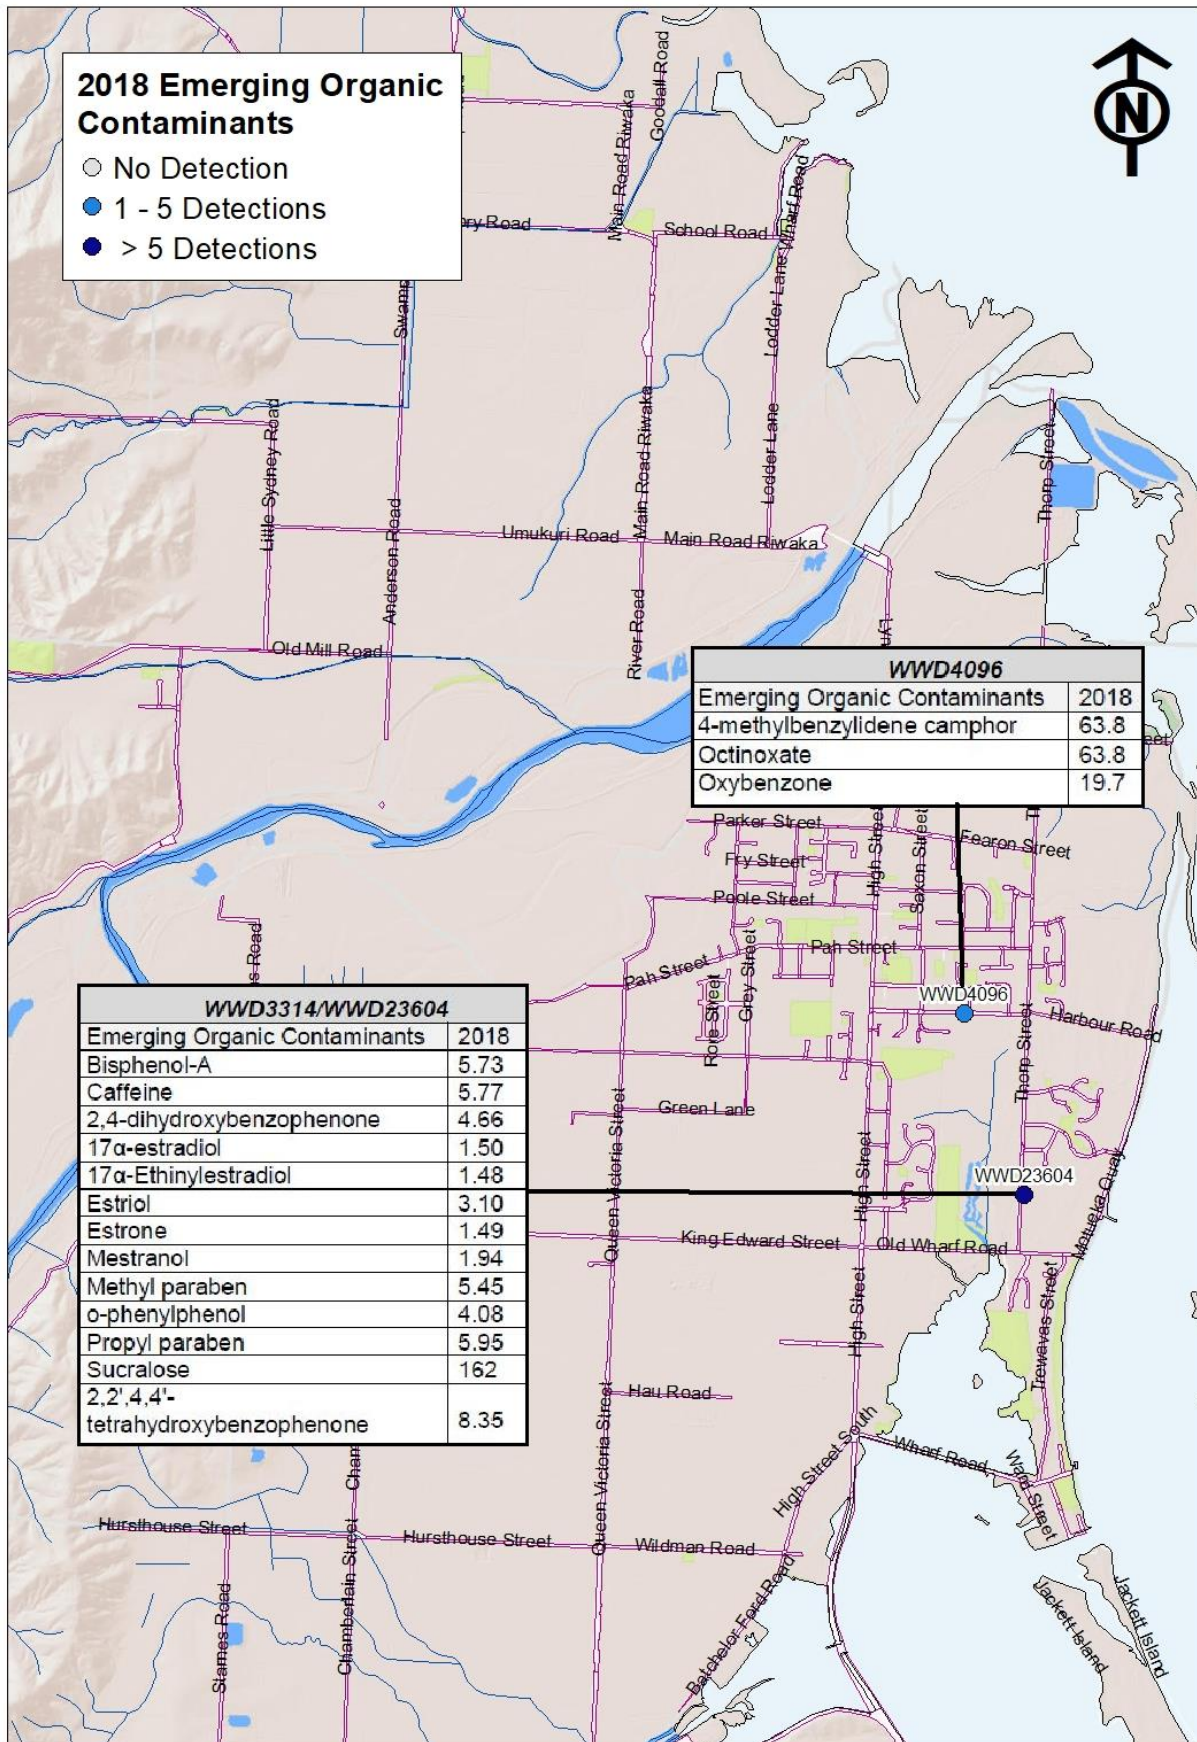 2018 Emerging Organic
Contaminants
No Detection
1 - 5 Detections
> 5 Detections
N
Goodall Road
Main Road Riwaka
School Road
Lodder Lane
Wharf Road
Little Sydney Road
Anderson Road
Main Road Riwaka
Lodder Lane
Thorp Street
Umukuri Road
Main Road Riwaka
River Road
Old Mill Road
WWD4096
Emerging Organic Contaminants 2018
4-methylbenzylidene camphor 63.8
Octinoxate 63.8
Oxybenzone 19.7
Parker Street
Fearon Street
Fry Street
High Street
Saxon Street
Poole Street
Pah Street
Pah Street
Grey Street
WWD4096
Harbour Road
Thorp Street
Green Lane
Queen Victoria Street
High Street
WWD23604
Motueka Quay
WWD3314/WWD23604
Emerging Organic Contaminants 2018
Bisphenol-A 5.73
Caffeine 5.77
2,4-dihydroxybenzophenone 4.66
17α-estradiol 1.50
17α-Ethinylestradiol 1.48
Estriol 3.10
Estrone 1.49
Mestranol 1.94
Methyl paraben 5.45
o-phenylphenol 4.08
Propyl paraben 5.95
Sucralose 162
2,2',4,4'-
tetrahydroxybenzophenone 8.35
King Edward Street
Old Wharf Road
High Street
Trewavas Street
Hau Road
Queen Victoria Street
High Street South
Wharf Road
Ward Street
Hursthouse Street
Hursthouse Street
Wildman Road
Chamberlain Street
Batchelor Ford Road
Jackett Island
Jackett Island